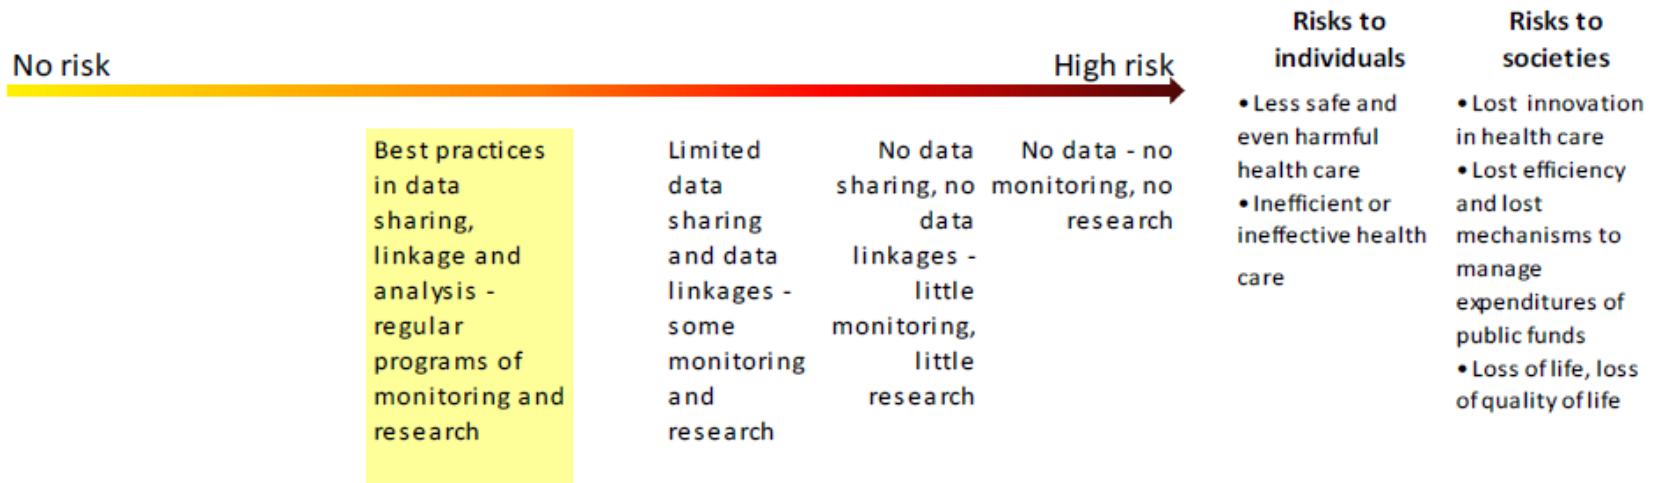 No risk
High risk
Best practices
in data
sharing,
linkage and
analysis -
regular
programs of
monitoring and
research
Limited
data
sharing
and data
linkages -
some
monitoring
and
research
No data
sharing, no
data
linkages -
little
monitoring,
little
research
No data - no
monitoring, no
research
Risks to
individuals
• Less safe and
even harmful
health care
• Inefficient or
ineffective health
care
Risks to
societies
• Lost innovation
in health care
• Lost efficiency
and lost
mechanisms to
manage
expenditures of
public funds
• Loss of life, loss
of quality of life